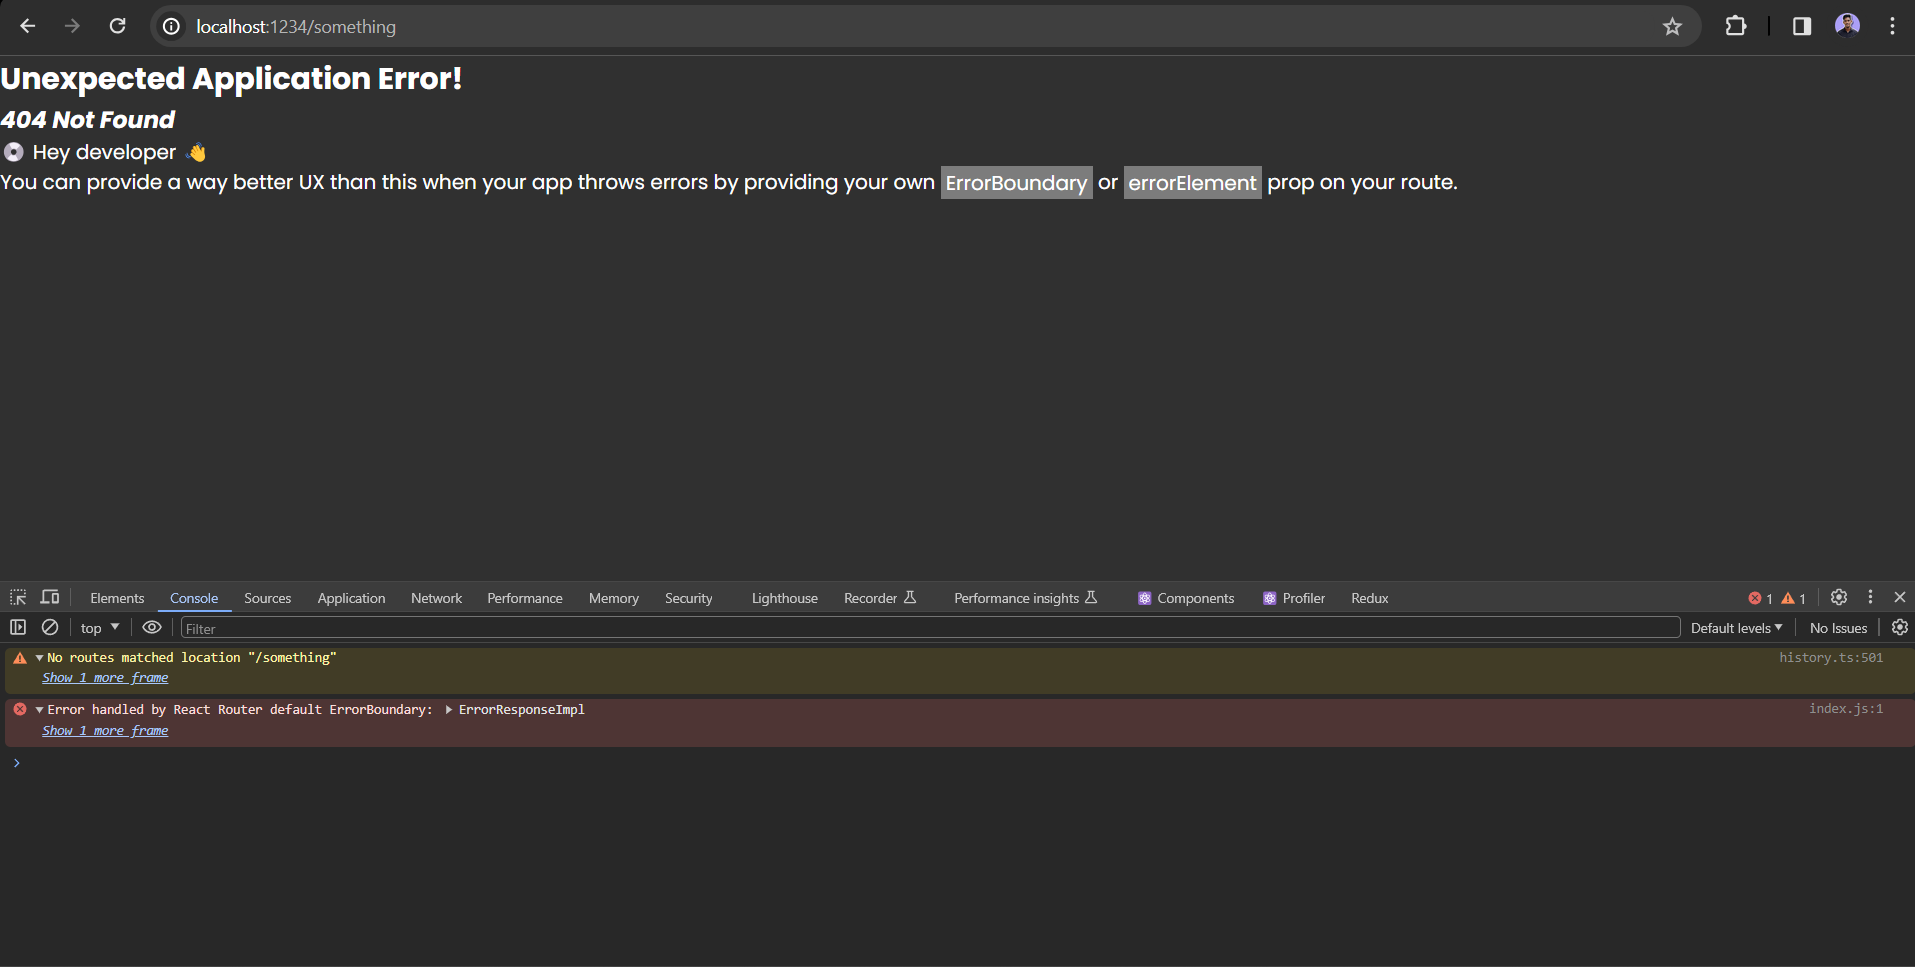 localhost:1234/something
Unexpected Application Error!
404 Not Found
💿 Hey developer 👋
You can provide a way better UX than this when your app throws errors by providing your own ErrorBoundary or errorElement prop on your route.
Elements Console Sources Application Network Performance Memory Security Lighthouse Recorder Performance insights Components Profiler Redux 1 1
top Filter Default levels No Issues
No routes matched location "/something" history.ts:501
Show 1 more frame
Error handled by React Router default ErrorBoundary: ErrorResponseImpl index.js:1
Show 1 more frame